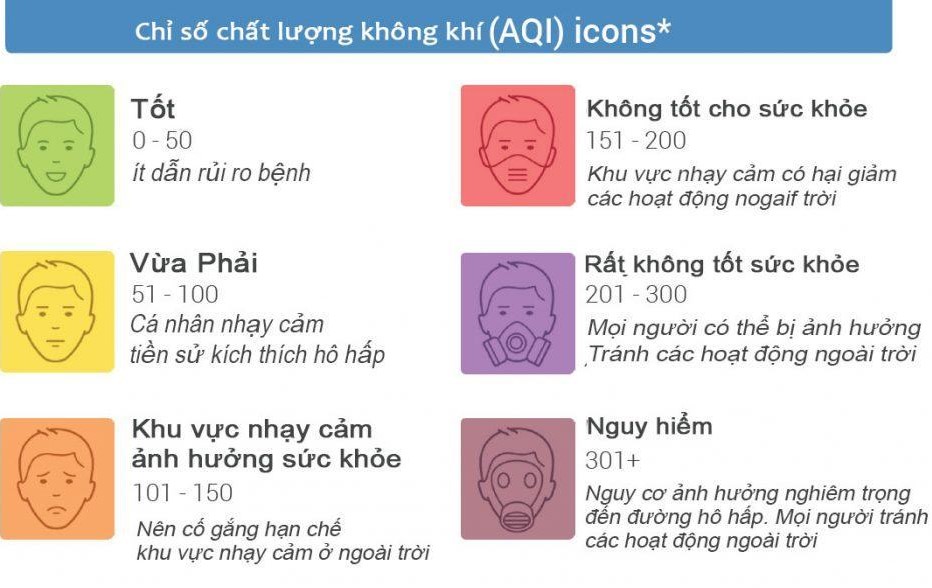 Chỉ số chất lượng không khí (AQI) icons*
Tốt
0 - 50
ít dẫn rủi ro bệnh
Vừa Phải
51 - 100
Cá nhân nhạy cảm
tiền sử kích thích hô hấp
Khu vực nhạy cảm
ảnh hưởng sức khỏe
101 - 150
Nên cố gắng hạn chế
khu vực nhạy cảm ở ngoài trời
Không tốt cho sức khỏe
151 - 200
Khu vực nhạy cảm có hại giảm
các hoạt động nogaif trời
Rất không tốt sức khỏe
201 - 300
Mọi người có thể bị ảnh hưởng
,Tránh các hoạt động ngoài trời
Nguy hiểm
301+
Nguy cơ ảnh hưởng nghiêm trọng
đến đường hô hấp. Mọi người tránh
các hoạt động ngoài trời